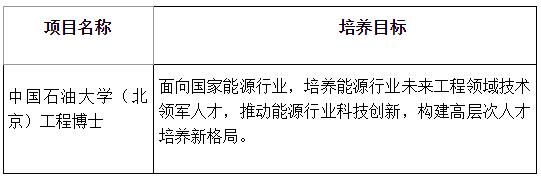 项目名称
培养目标
中国石油大学（北
京）工程博士
面向国家能源行业，培养能源行业未来工程领域技术
领军人才，推动能源行业科技创新，构建高层次人才
培养新格局。